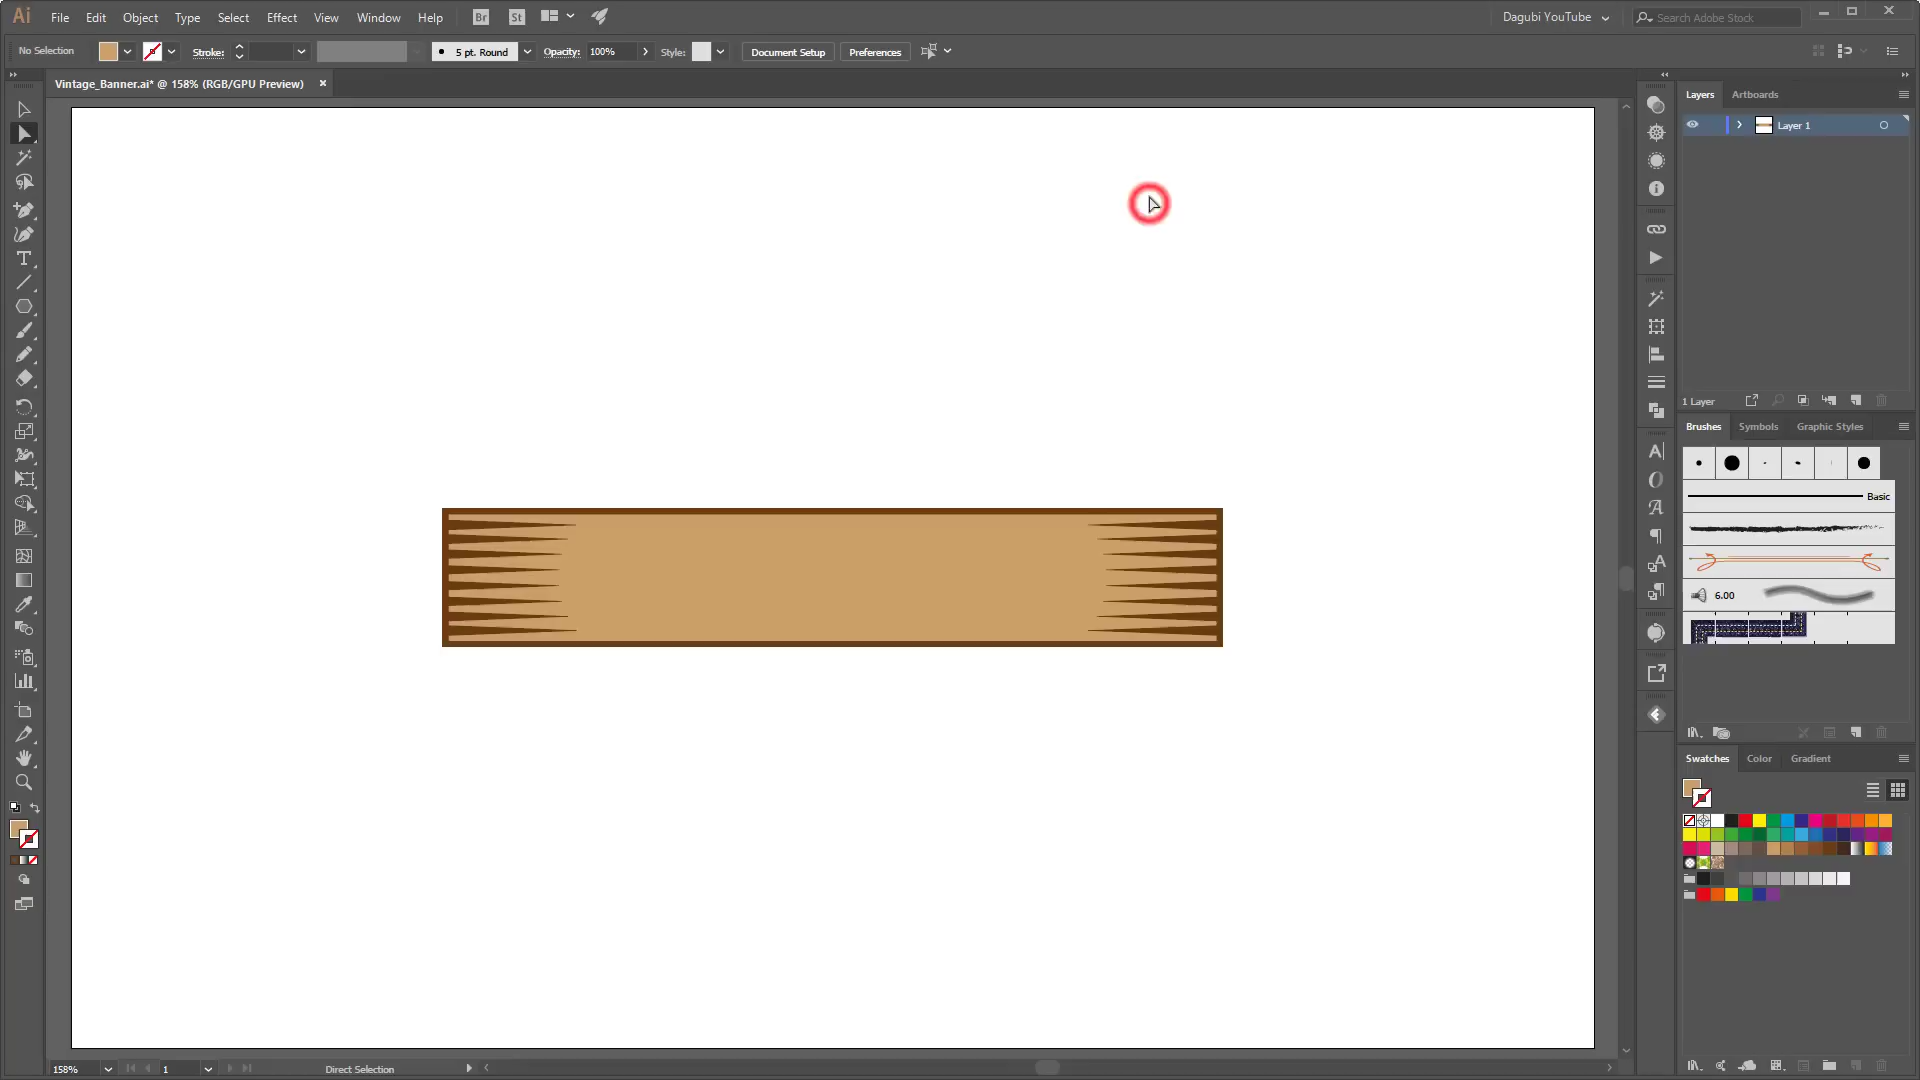 Ai File Edit Object Type Select Effect View Window Help Br St Dagubi YouTube Search Adobe Stock
No Selection Stroke: 5 pt. Round Opacity: 100% Style: Document Setup Preferences
Vintage_Banner.ai* @ 158% (RGB/GPU Preview)
Layers Artboards
Layer 1
1 Layer
Brushes Symbols Graphic Styles
Basic
6.00
Swatches Color Gradient
158% 1 Direct Selection